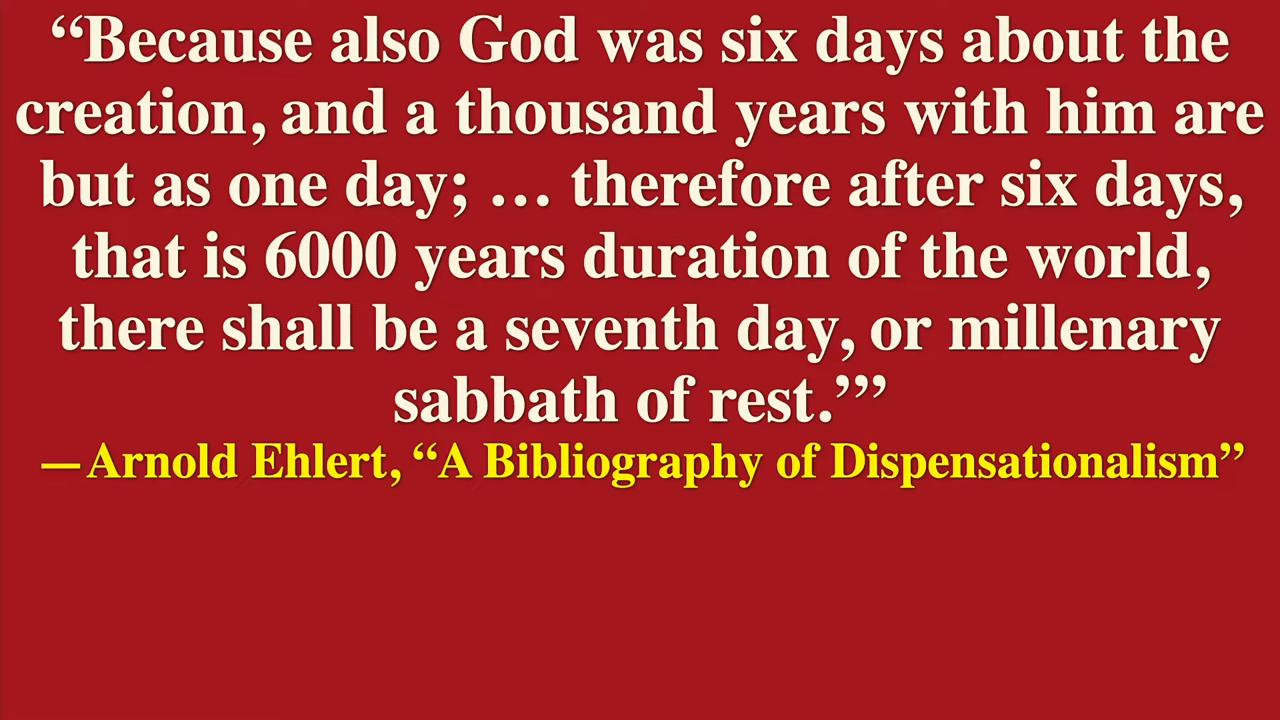 “Because also God was six days about the
creation, and a thousand years with him are
but as one day; … therefore after six days,
that is 6000 years duration of the world,
there shall be a seventh day, or millenary
sabbath of rest.’”
—Arnold Ehlert, “A Bibliography of Dispensationalism”